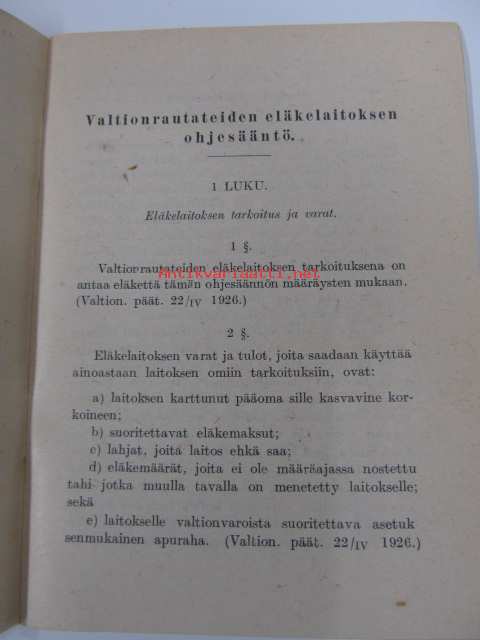 Valtionrautateiden eläkelaitoksen
ohjesääntö.
1 LUKU.
Eläkelaitoksen tarkoitus ja varat.
1 §.
Valtionrautateiden eläkelaitoksen tarkoituksena on
antikvariaatti.net
antaa eläkettä tämän ohjesäännön määräysten mukaan.
(Valtion. päät. 22/IV 1926.)
2 §.
Eläkelaitoksen varat ja tulot, joita saadaan käyttää
ainoastaan laitoksen omiin tarkoituksiin, ovat:
a) laitoksen karttunut pääoma sille kasvavine kor-
koineen;
b) suoritettavat eläkemaksut;
c) lahjat, joita laitos ehkä saa;
d) eläkemäärät, joita ei ole määräajassa nostettu
tahi jotka muulla tavalla on menetetty laitokselle;
sekä
e) laitokselle valtionvaroista suoritettava asetuk
senmukainen apuraha. (Valtion. päät. 22/IV 1926.)